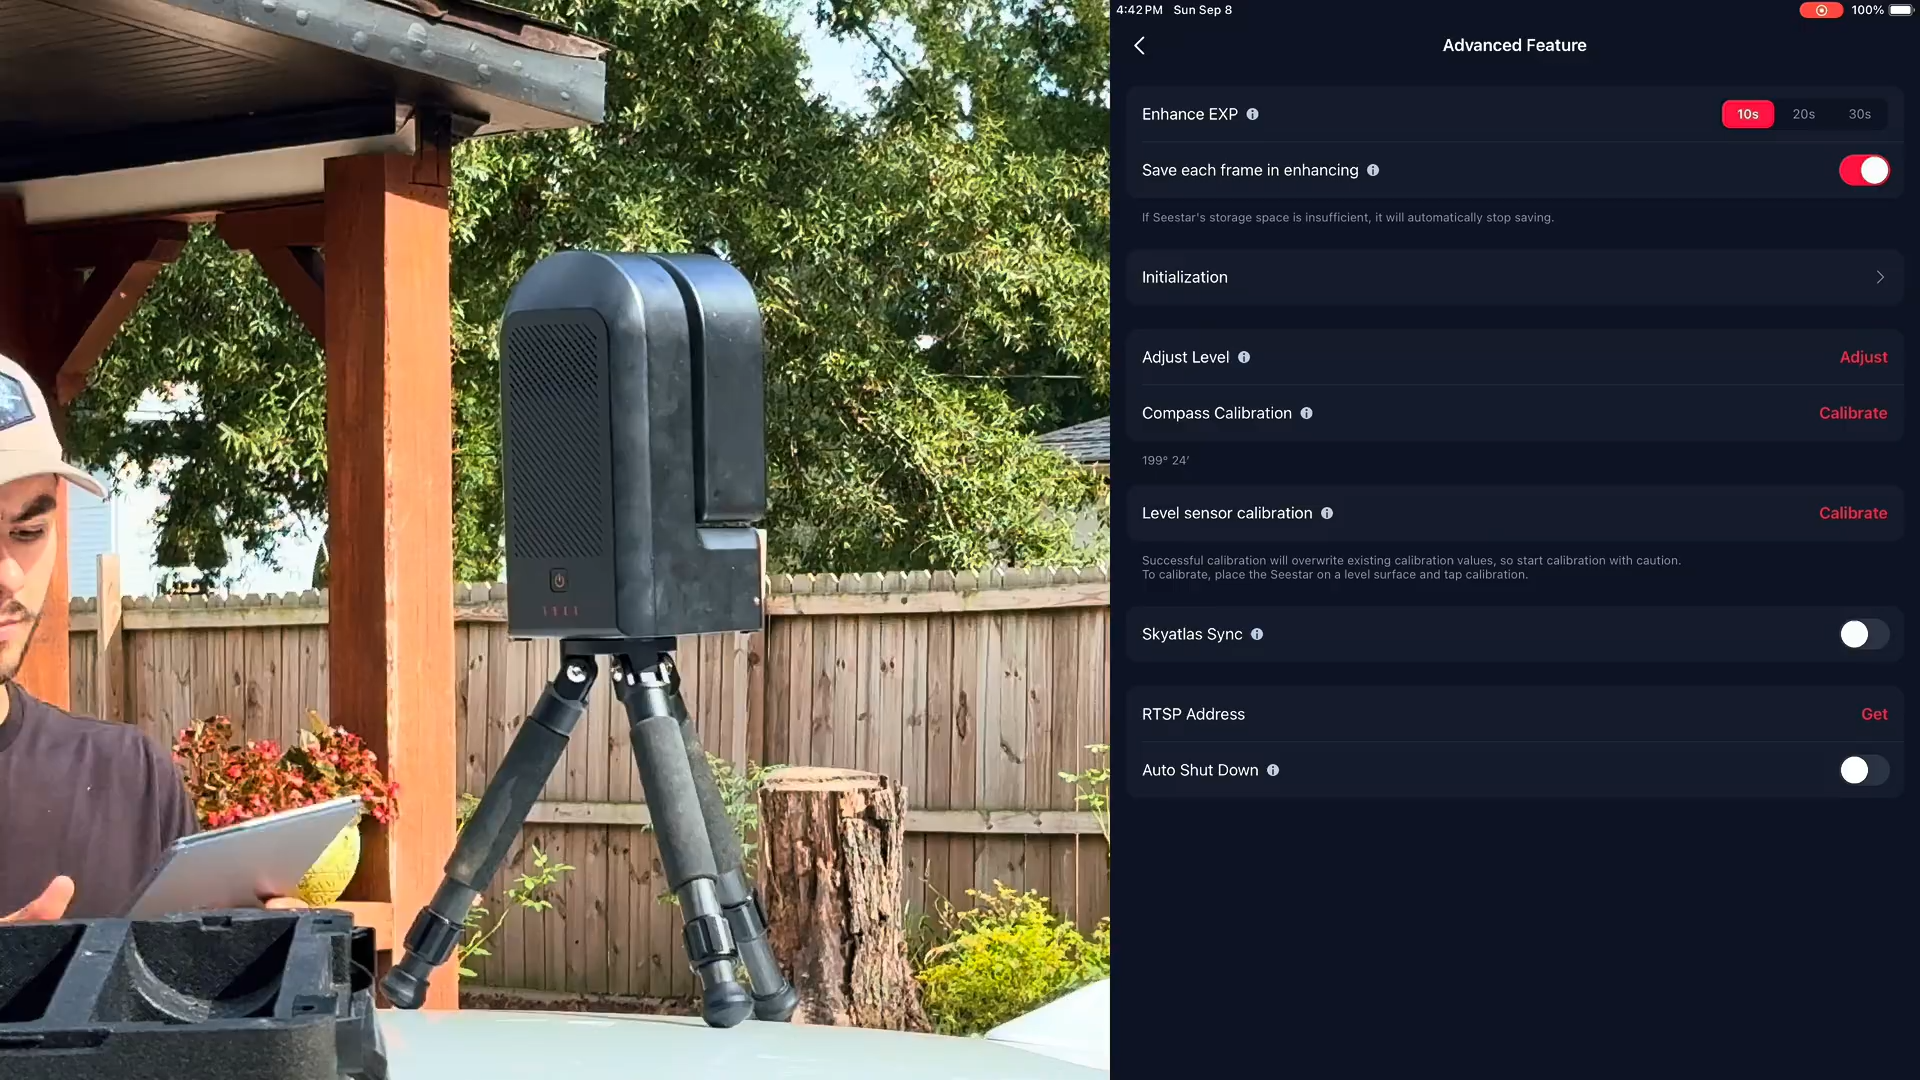 4:42 PM Sun Sep 8
100%
Advanced Feature
Enhance EXP
10s 20s 30s
Save each frame in enhancing
If Seestar's storage space is insufficient, it will automatically stop saving.
Initialization
Adjust Level
Adjust
Compass Calibration
Calibrate
199° 24'
Level sensor calibration
Calibrate
Successful calibration will overwrite existing calibration values, so start calibration with caution.
To calibrate, place the Seestar on a level surface and tap calibration.
Skyatlas Sync
RTSP Address
Get
Auto Shut Down